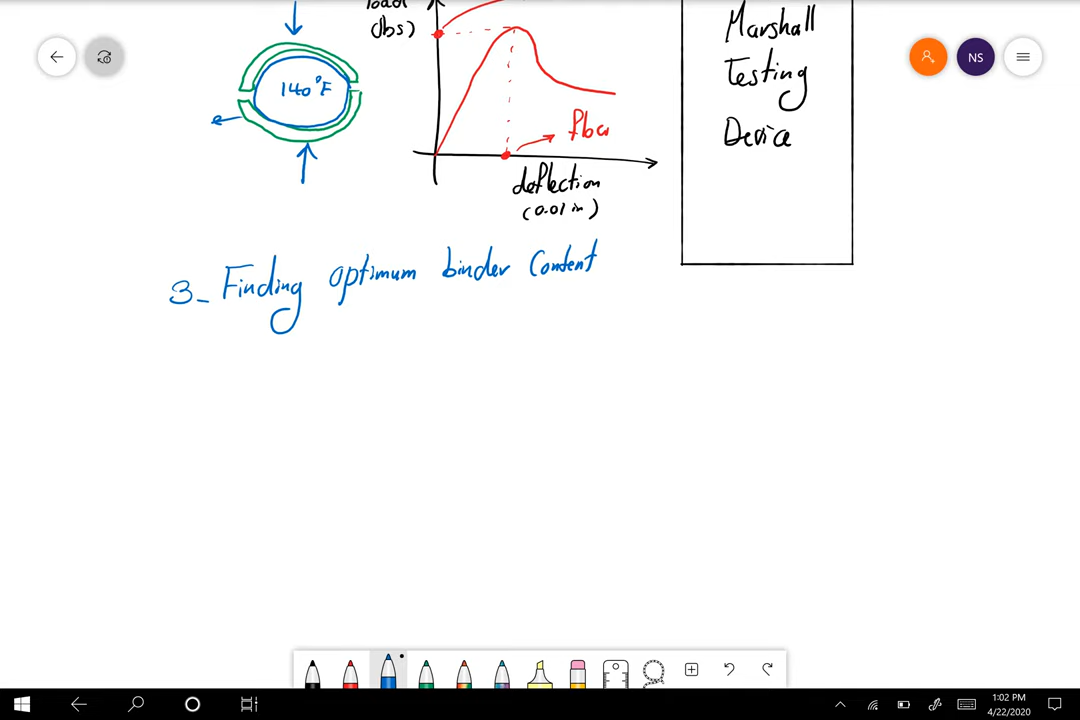 load
(lbs)
140°F
flow
deflection
(0.01 in)
Marshall
Testing
Device
NS
3- Finding optimum binder Content
1:02 PM
4/22/2020